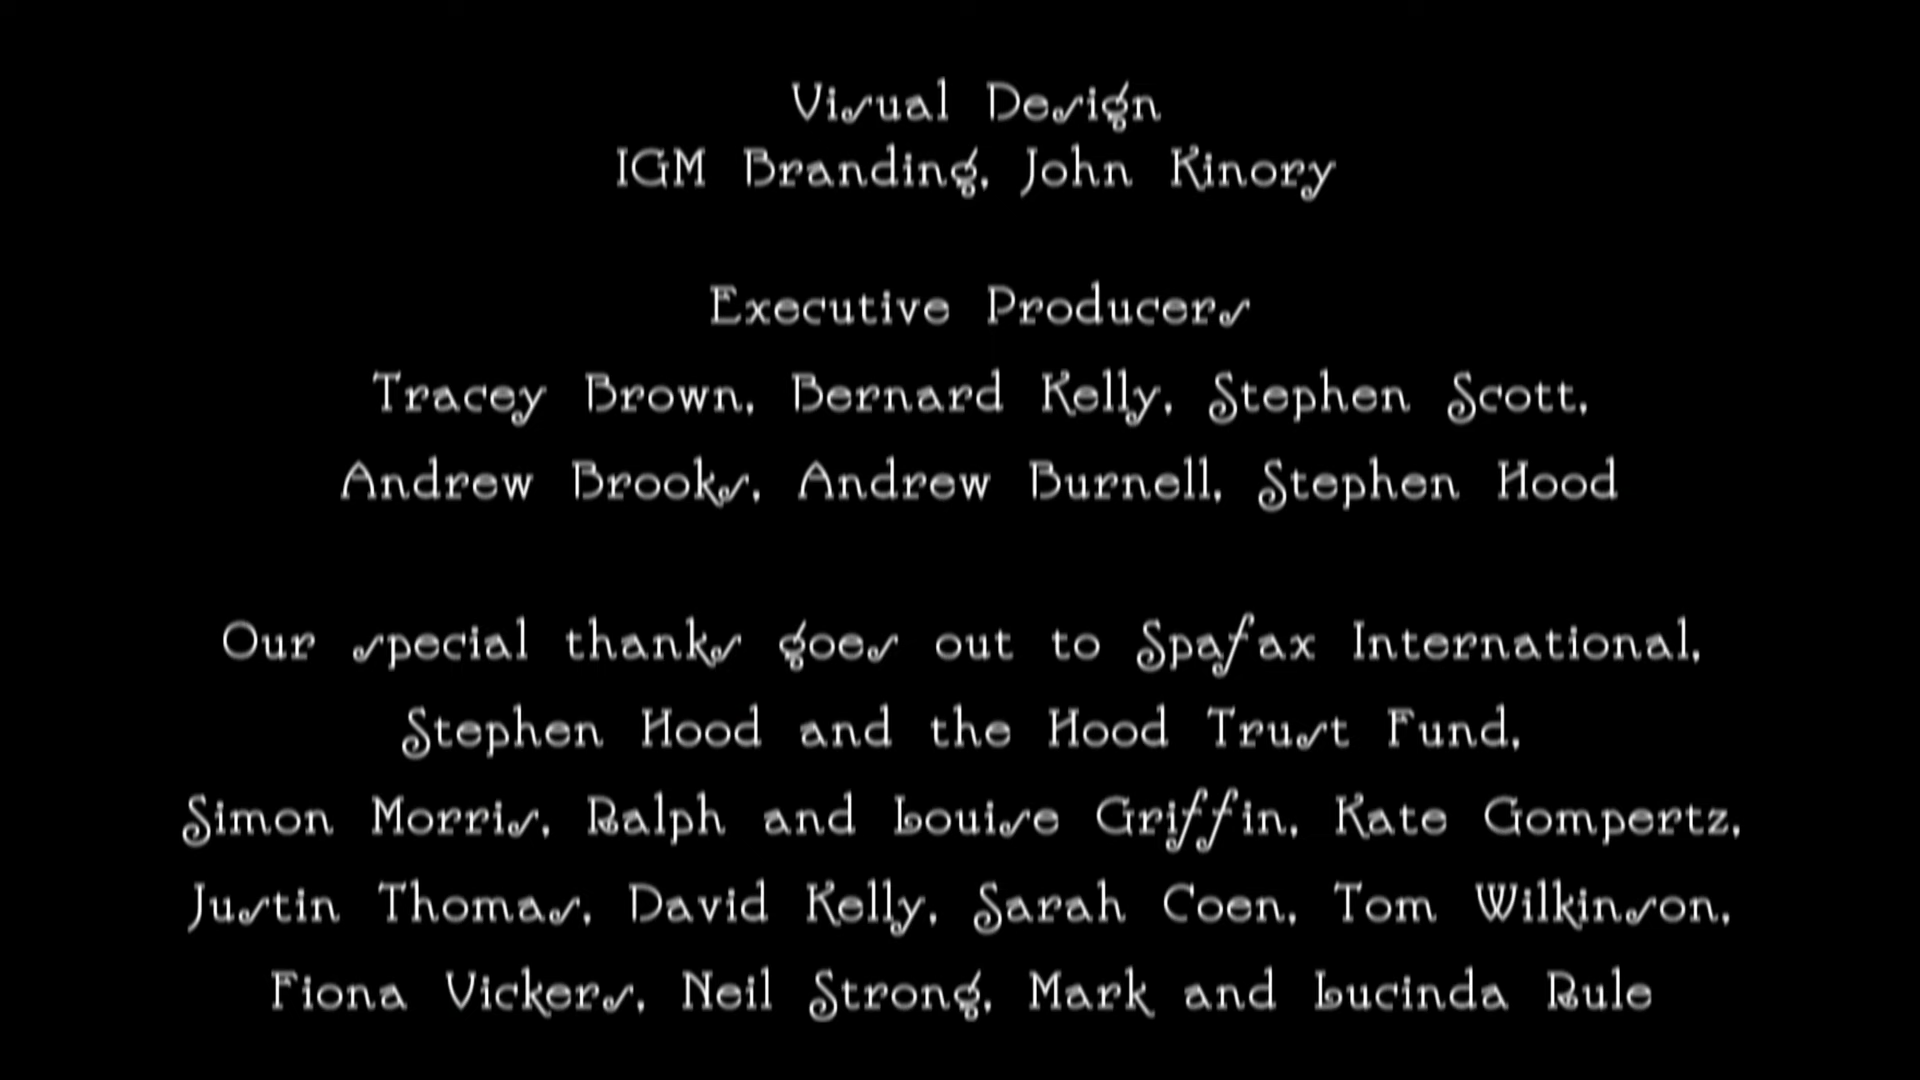 Visual Design
IGM Branding, John Kinory
Executive Producers
Tracey Brown, Bernard Kelly, Stephen Scott,
Andrew Brooks, Andrew Burnell, Stephen Hood
Our special thanks goes out to Spafax International,
Stephen Hood and the Hood Trust Fund,
Simon Morris, Ralph and Louise Griffin, Kate Gompertz,
Justin Thomas, David Kelly, Sarah Coen, Tom Wilkinson,
Fiona Vickers, Neil Strong, Mark and Lucinda Rule